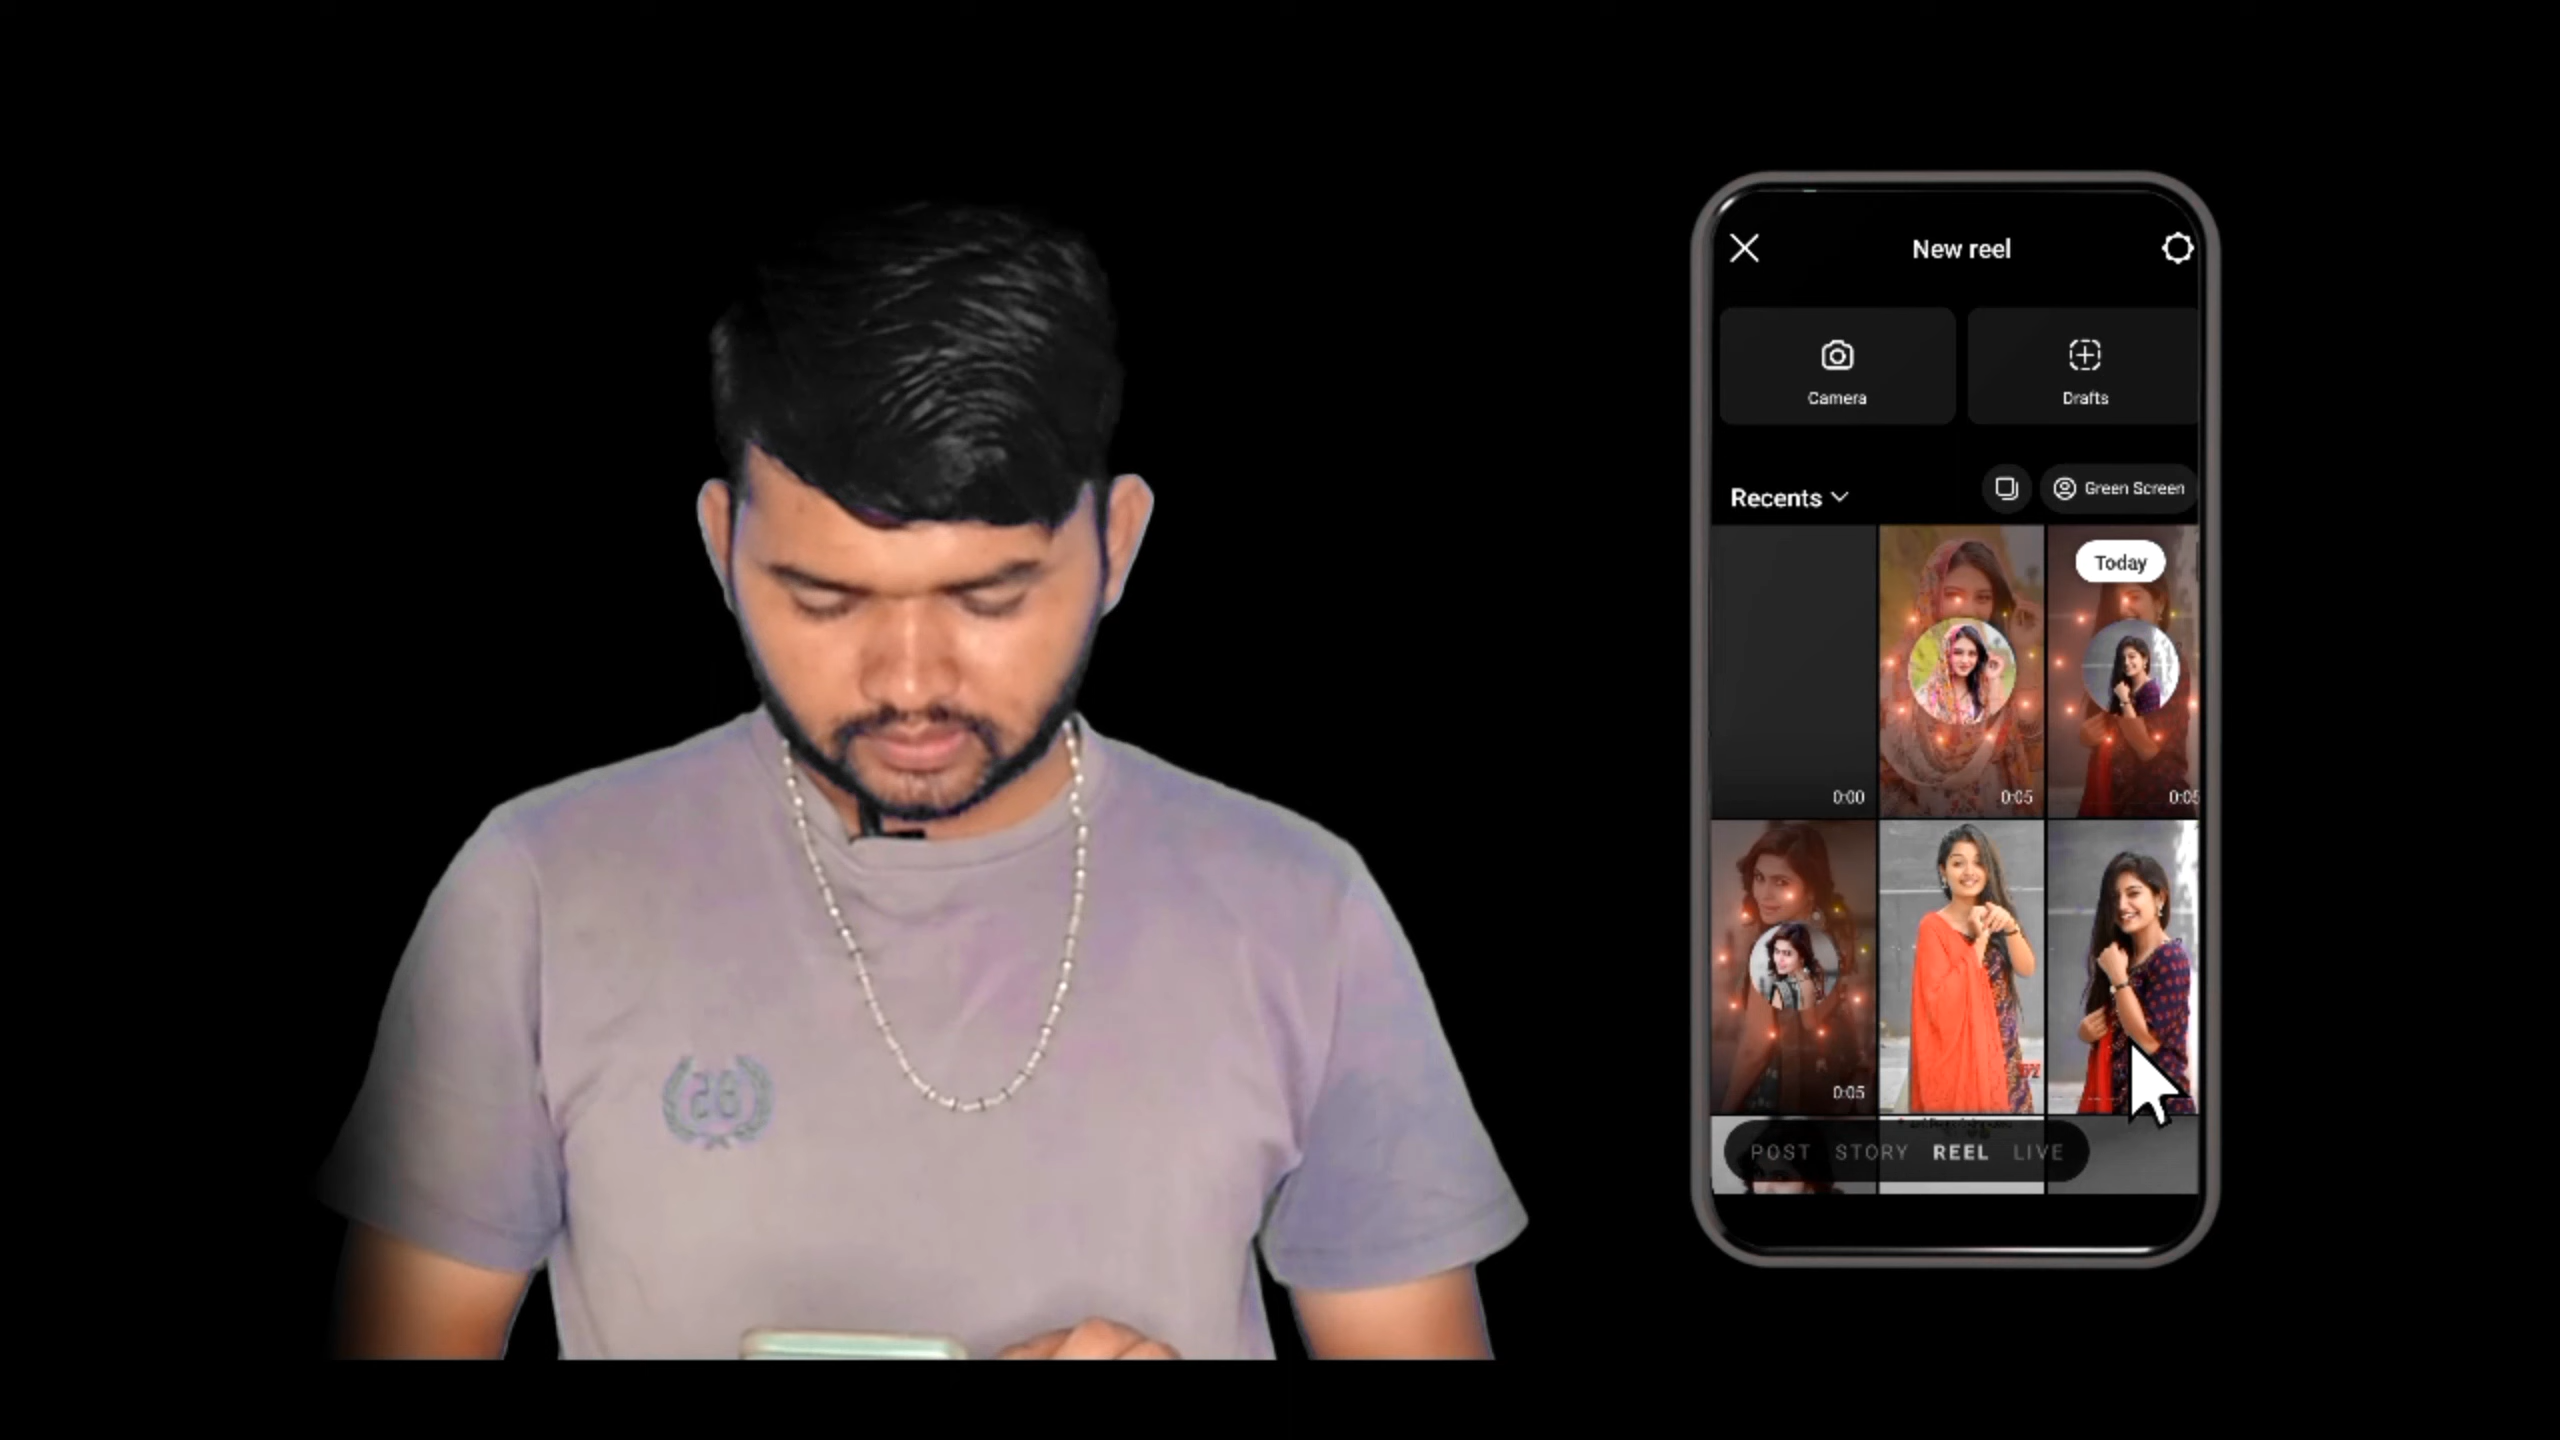 New reel
Camera
Drafts
Recents
Green Screen
Today
0:00
0:05
0:05
0:05
POST STORY REEL LIVE